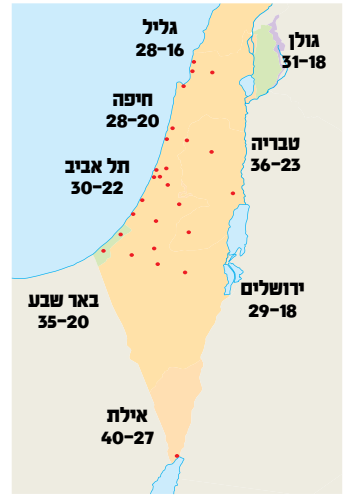 גליל
28-16
גולן
31-18
חיפה
28-20
טבריה
36-23
תל אביב
30-22
ירושלים
29-18
באר שבע
35-20
אילת
40-27